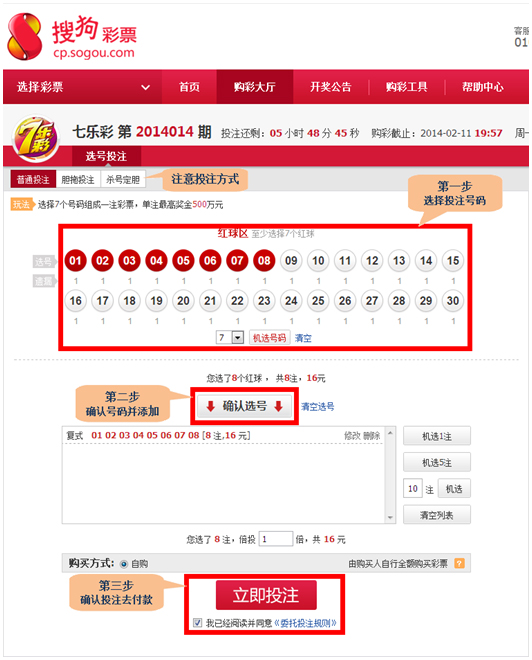 搜狗彩票
cp.sogou.com
客服
01
选择彩票 首页 购彩大厅 开奖公告 购彩工具 帮助中心
7乐彩
七乐彩 第 2014014 期 投注还剩：05 小时 48 分 45 秒 购彩截止：2014-02-11 19:57 周一
选号投注
普通投注 胆拖投注 杀号定胆
注意投注方式
第一步
选择投注号码
玩法 选择7个号码组成一注彩票，单注最高奖金500万元
红球区 至少选择7个红球
选号 01 02 03 04 05 06 07 08 09 10 11 12 13 14 15
遗漏 1 1 1 1 1 1 1 1 1 1 1 1 1 1 1
16 17 18 19 20 21 22 23 24 25 26 27 28 29 30
1 1 1 1 1 1 1 1 1 1 1 1 1 1 1
7 机选号码 清空
您选了8个红球 ，共8注，16元
第二步
确认号码并添加
确认选号 清空选号
复式 01 02 03 04 05 06 07 08 [8 注,16 元] 修改 删除
机选1注
机选5注
10 注 机选
清空列表
您选了 8 注，倍投 1 倍，共 16 元
购买方式： 自购 由购买人自行全额购买彩票 ?
第三步
确认投注去付款
立即投注
我已经阅读并同意《委托投注规则》